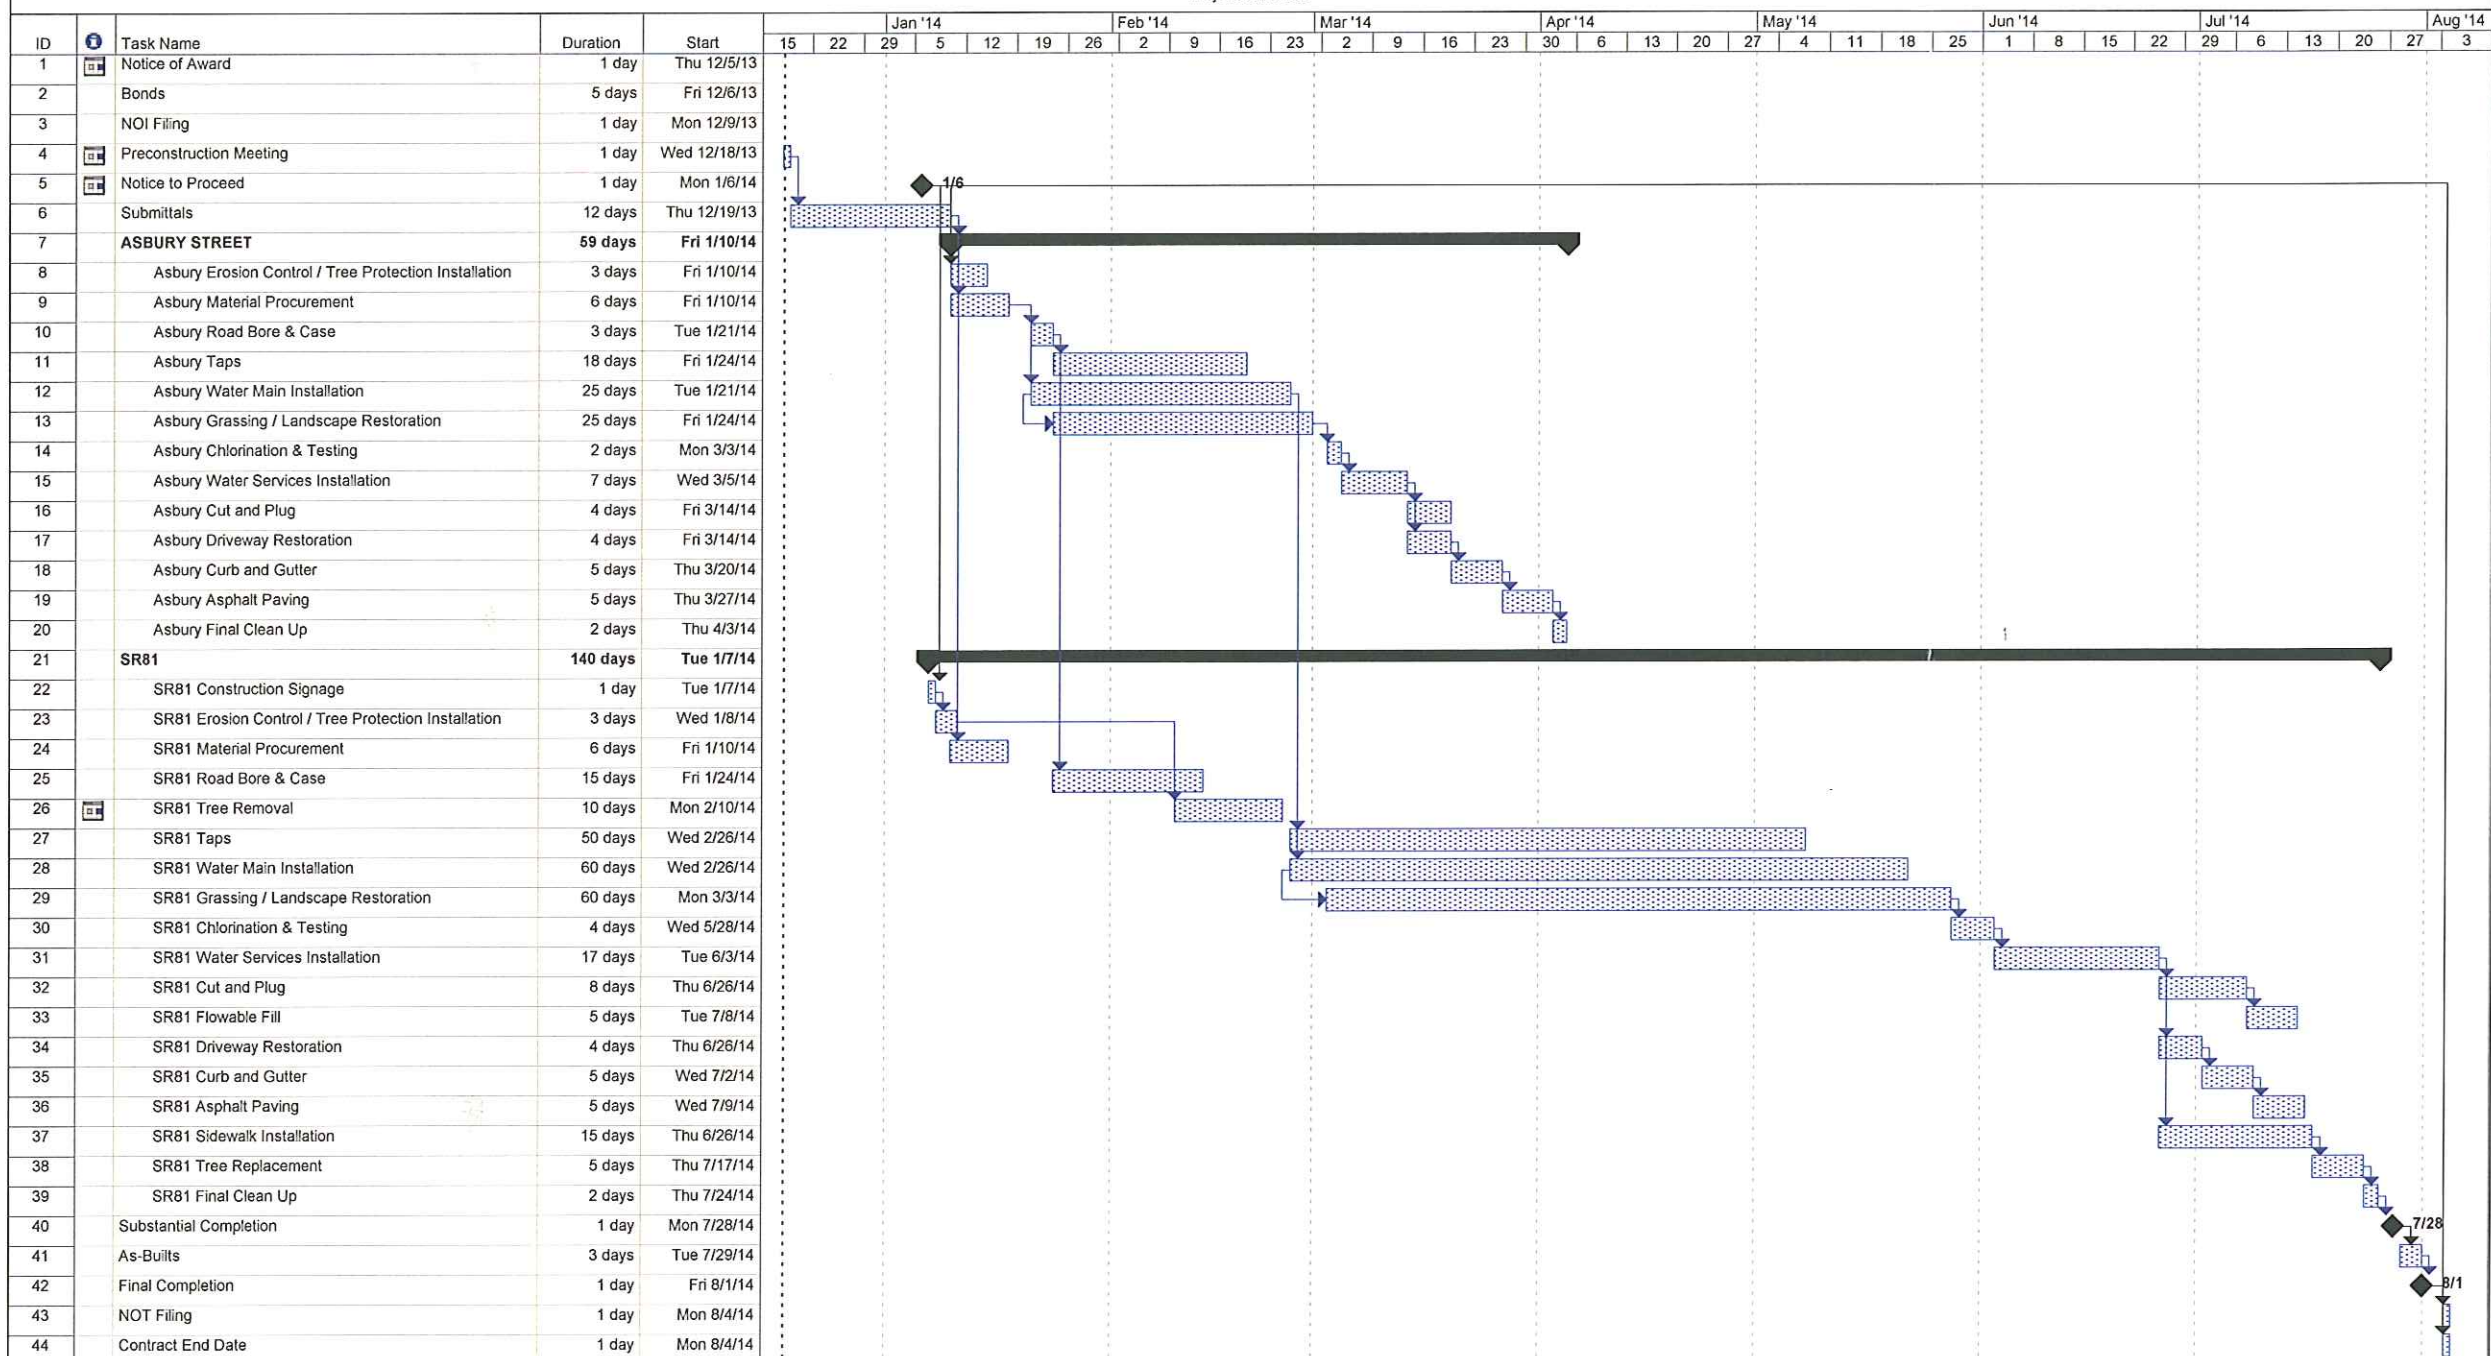 Jan '14 Feb '14 Mar '14 Apr '14 May '14 Jun '14 Jul '14 Aug '14
ID Task Name Duration Start 15 22 29 5 12 19 26 2 9 16 23 2 9 16 23 30 6 13 20 27 4 11 18 25 1 8 15 22 29 6 13 20 27 3
1 Notice of Award 1 day Thu 12/5/13
2 Bonds 5 days Fri 12/6/13
3 NOI Filing 1 day Mon 12/9/13
4 Preconstruction Meeting 1 day Wed 12/18/13
5 Notice to Proceed 1 day Mon 1/6/14 1/6
6 Submittals 12 days Thu 12/19/13
7 ASBURY STREET 59 days Fri 1/10/14
8 Asbury Erosion Control / Tree Protection Installation 3 days Fri 1/10/14
9 Asbury Material Procurement 6 days Fri 1/10/14
10 Asbury Road Bore & Case 3 days Tue 1/21/14
11 Asbury Taps 18 days Fri 1/24/14
12 Asbury Water Main Installation 25 days Tue 1/21/14
13 Asbury Grassing / Landscape Restoration 25 days Fri 1/24/14
14 Asbury Chlorination & Testing 2 days Mon 3/3/14
15 Asbury Water Services Installation 7 days Wed 3/5/14
16 Asbury Cut and Plug 4 days Fri 3/14/14
17 Asbury Driveway Restoration 4 days Fri 3/14/14
18 Asbury Curb and Gutter 5 days Thu 3/20/14
19 Asbury Asphalt Paving 5 days Thu 3/27/14
20 Asbury Final Clean Up 2 days Thu 4/3/14
21 SR81 140 days Tue 1/7/14
22 SR81 Construction Signage 1 day Tue 1/7/14
23 SR81 Erosion Control / Tree Protection Installation 3 days Wed 1/8/14
24 SR81 Material Procurement 6 days Fri 1/10/14
25 SR81 Road Bore & Case 15 days Fri 1/24/14
26 SR81 Tree Removal 10 days Mon 2/10/14
27 SR81 Taps 50 days Wed 2/26/14
28 SR81 Water Main Installation 60 days Wed 2/26/14
29 SR81 Grassing / Landscape Restoration 60 days Mon 3/3/14
30 SR81 Chlorination & Testing 4 days Wed 5/28/14
31 SR81 Water Services Installation 17 days Tue 6/3/14
32 SR81 Cut and Plug 8 days Thu 6/26/14
33 SR81 Flowable Fill 5 days Tue 7/8/14
34 SR81 Driveway Restoration 4 days Thu 6/26/14
35 SR81 Curb and Gutter 5 days Wed 7/2/14
36 SR81 Asphalt Paving 5 days Wed 7/9/14
37 SR81 Sidewalk Installation 15 days Thu 6/26/14
38 SR81 Tree Replacement 5 days Thu 7/17/14
39 SR81 Final Clean Up 2 days Thu 7/24/14
40 Substantial Completion 1 day Mon 7/28/14 7/28
41 As-Builts 3 days Tue 7/29/14
42 Final Completion 1 day Fri 8/1/14 8/1
43 NOT Filing 1 day Mon 8/4/14
44 Contract End Date 1 day Mon 8/4/14